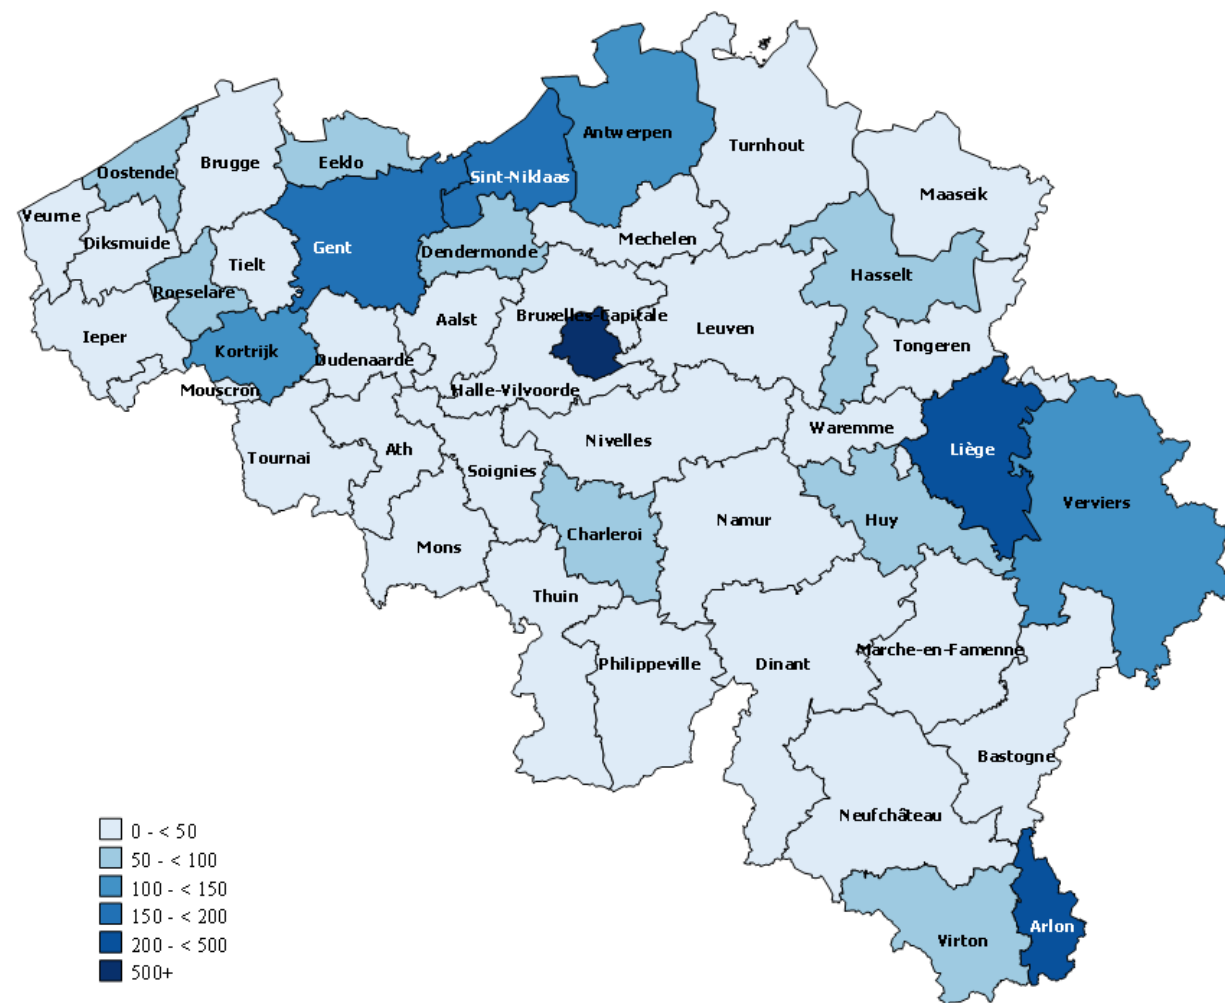 Antwerpen
Turnhout
Brugge
Eeklo
Oostende
Sint-Niklaas
Maaseik
Veurne
Diksmuide
Gent
Mechelen
Dendermonde
Tielt
Hasselt
Roeselare
Bruxelles-Capitale
Aalst
Leuven
Ieper
Kortrijk
Oudenaarde
Tongeren
Mouscron
Halle-Vilvoorde
Waremme
Nivelles
Ath
Liège
Tournai
Soignies
Verviers
Namur
Huy
Charleroi
Mons
Thuin
Marche-en-Famenne
Philippeville
Dinant
Bastogne
Neufchâteau
Arlon
Virton
0 - < 50
50 - < 100
100 - < 150
150 - < 200
200 - < 500
500+